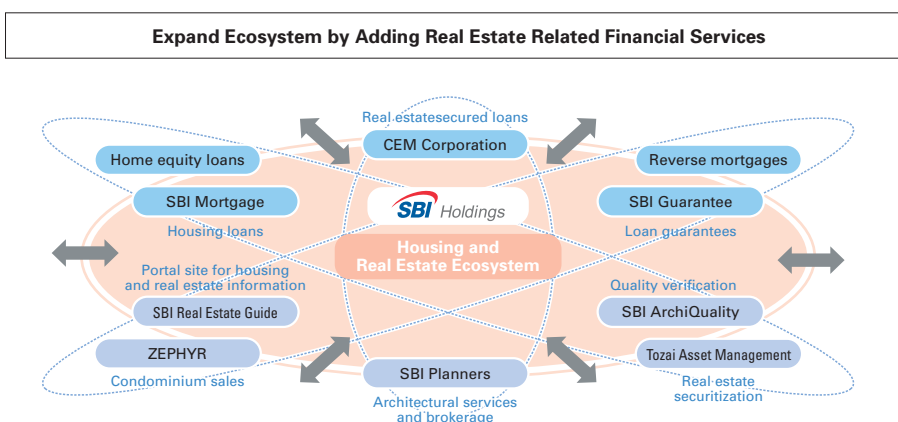 Expand Ecosystem by Adding Real Estate Related Financial Services
Real estatesecured loans
CEM Corporation
Home equity loans
Reverse mortgages
SBI Mortgage
SBI Holdings
SBI Guarantee
Housing loans
Loan guarantees
Housing and
Real Estate Ecosystem
Portal site for housing
and real estate information
Quality verification
SBI Real Estate Guide
SBI ArchiQuality
ZEPHYR
SBI Planners
Tozai Asset Management
Condominium sales
Architectural services
and brokerage
Real estate
securitization